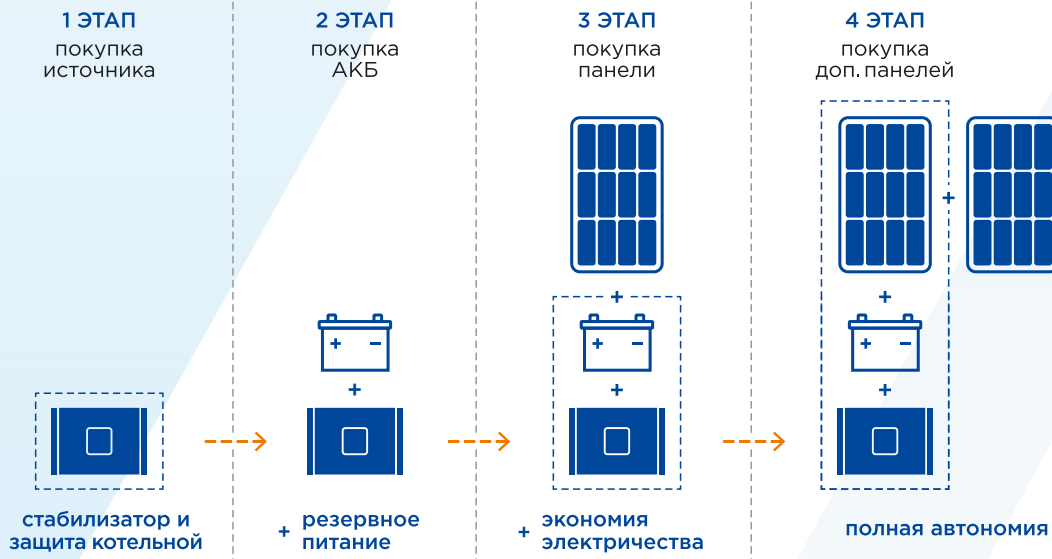 1 ЭТАП
покупка
источника
стабилизатор и
защита котельной
2 ЭТАП
покупка
АКБ
+
+ −
+ резервное
питание
3 ЭТАП
покупка
панели
+
+ −
+
+ экономия
электричества
4 ЭТАП
покупка
доп. панелей
+
+
+ −
+
полная автономия